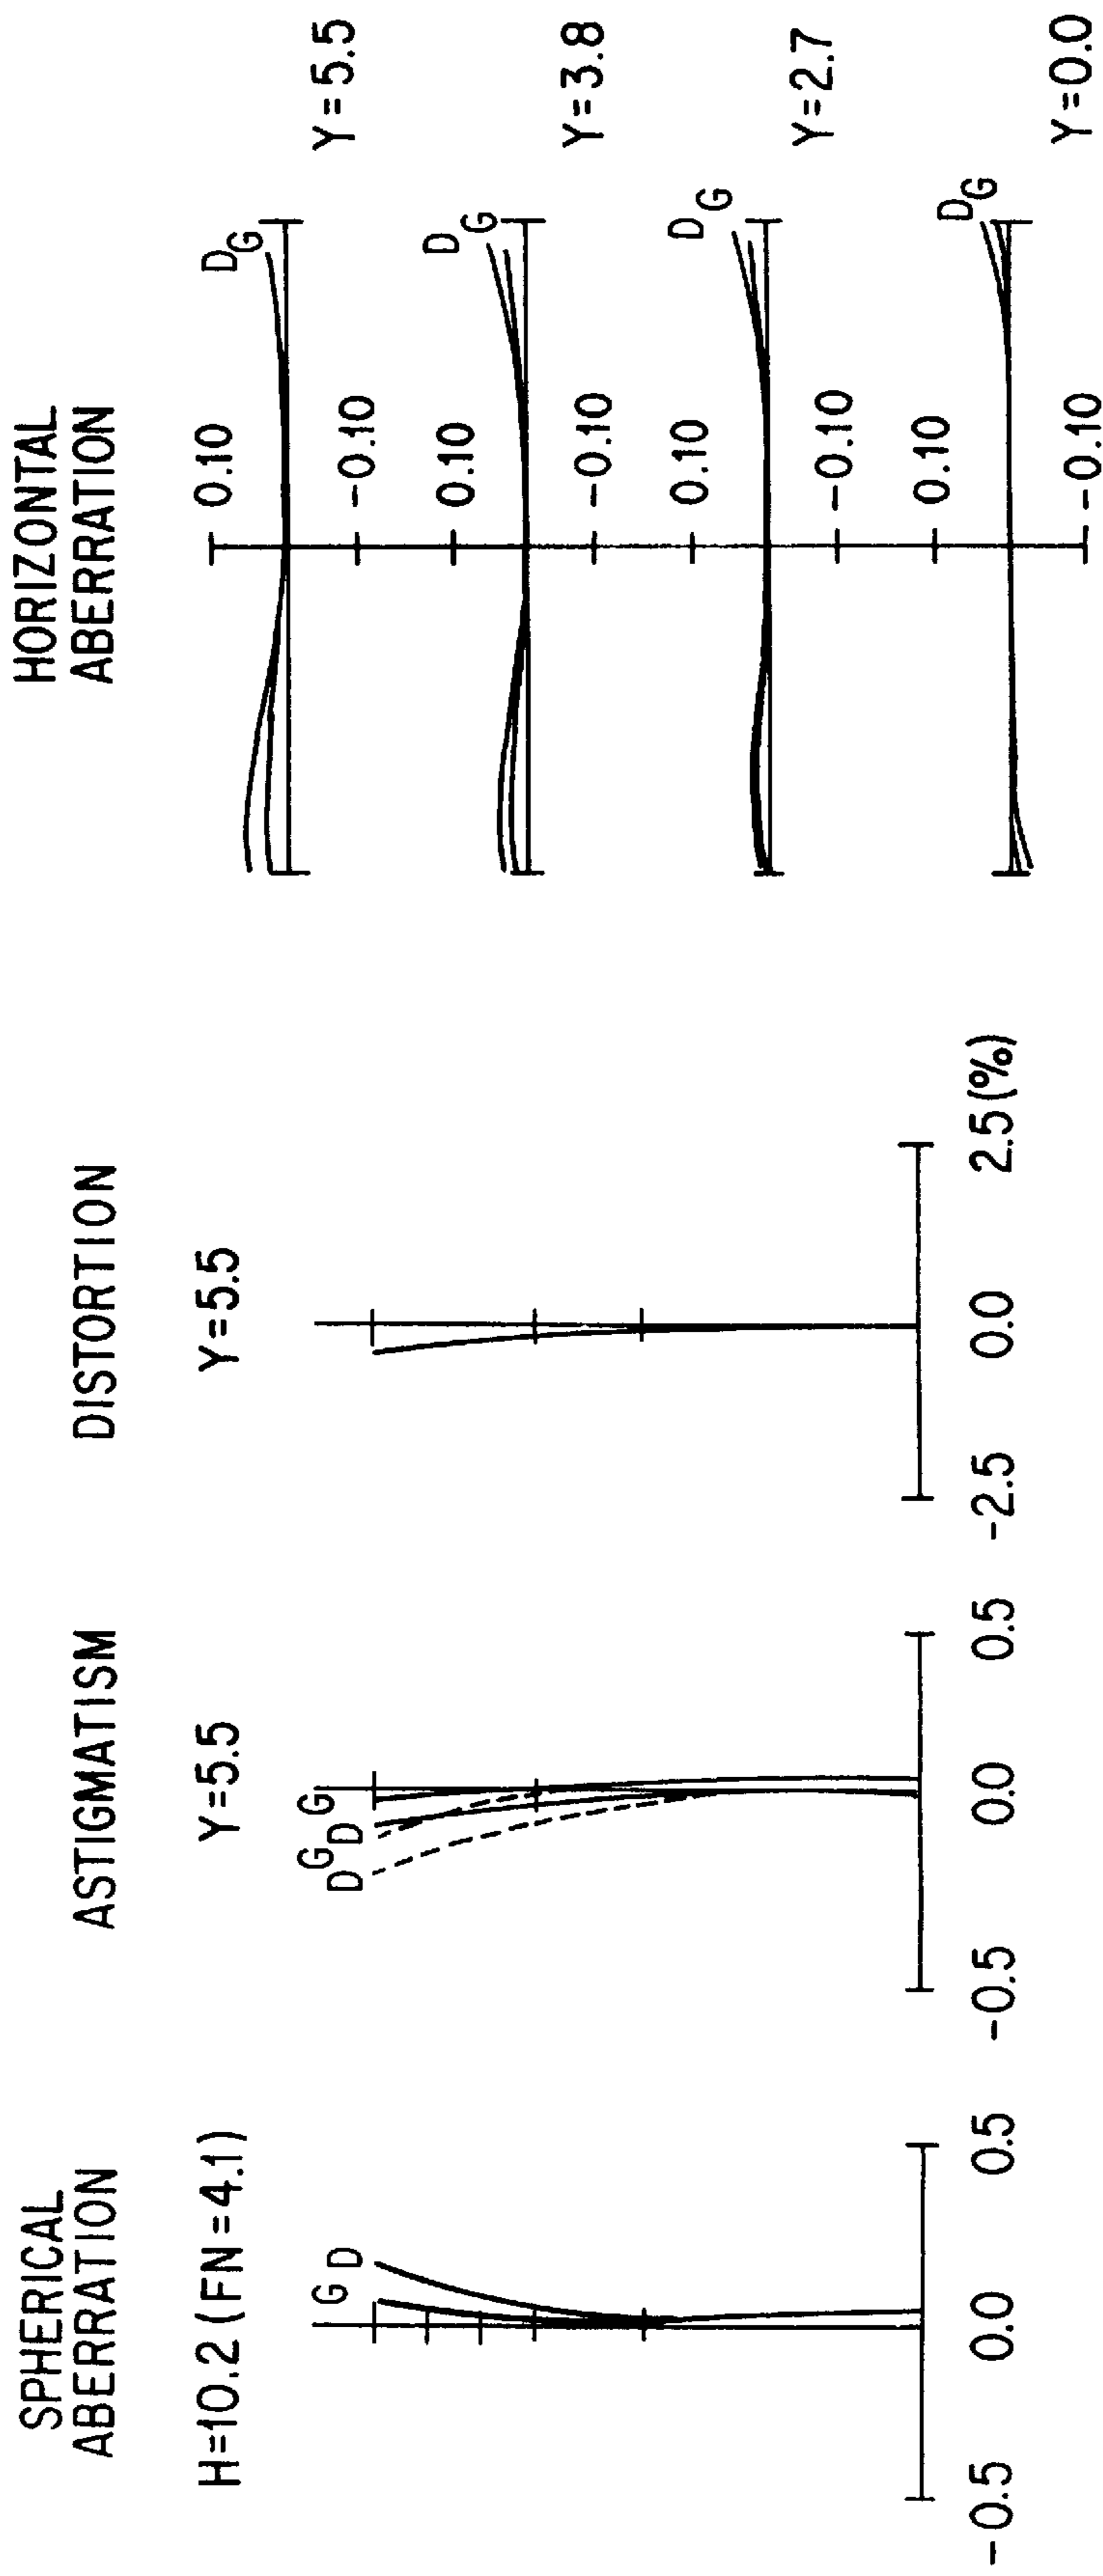 SPHERICAL
ABERRATION
H=10.2 (FN=4.1)
G D
-0.5 0.0 0.5
ASTIGMATISM
Y=5.5
D G D G
-0.5 0.0 0.5
DISTORTION
Y=5.5
-2.5 0.0 2.5(%)
HORIZONTAL
ABERRATION
0.10
D G
-0.10
Y=5.5
0.10
D G
-0.10
Y=3.8
0.10
D G
-0.10
Y=2.7
0.10
D G
-0.10
Y=0.0